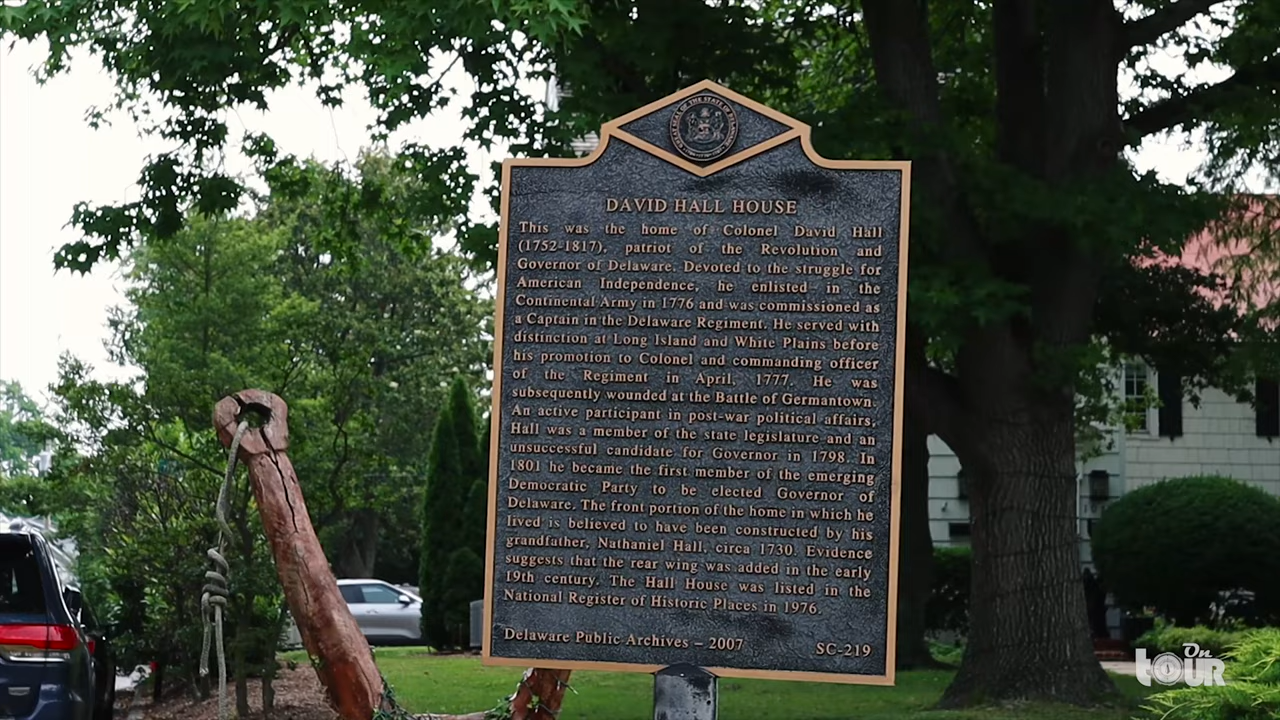 DAVID HALL HOUSE
This was the home of Colonel David Hall
(1752-1817), patriot of the Revolution and
Governor of Delaware. Devoted to the struggle for
American Independence, he enlisted in the
Continental Army in 1776 and was commissioned as
a Captain in the Delaware Regiment. He served with
distinction at Long Island and White Plains before
his promotion to Colonel and commanding officer
of the Regiment in April, 1777. He was
subsequently wounded at the Battle of Germantown.
An active participant in post-war political affairs,
Hall was a member of the state legislature and an
unsuccessful candidate for Governor in 1798. In
1801 he became the first member of the emerging
Democratic Party to be elected Governor of
Delaware. The front portion of the home in which he
lived is believed to have been constructed by his
grandfather, Nathaniel Hall, circa 1730. Evidence
suggests that the rear wing was added in the early
19th century. The Hall House was listed in the
National Register of Historic Places in 1976.
Delaware Public Archives – 2007 SC-219
On
TOUR